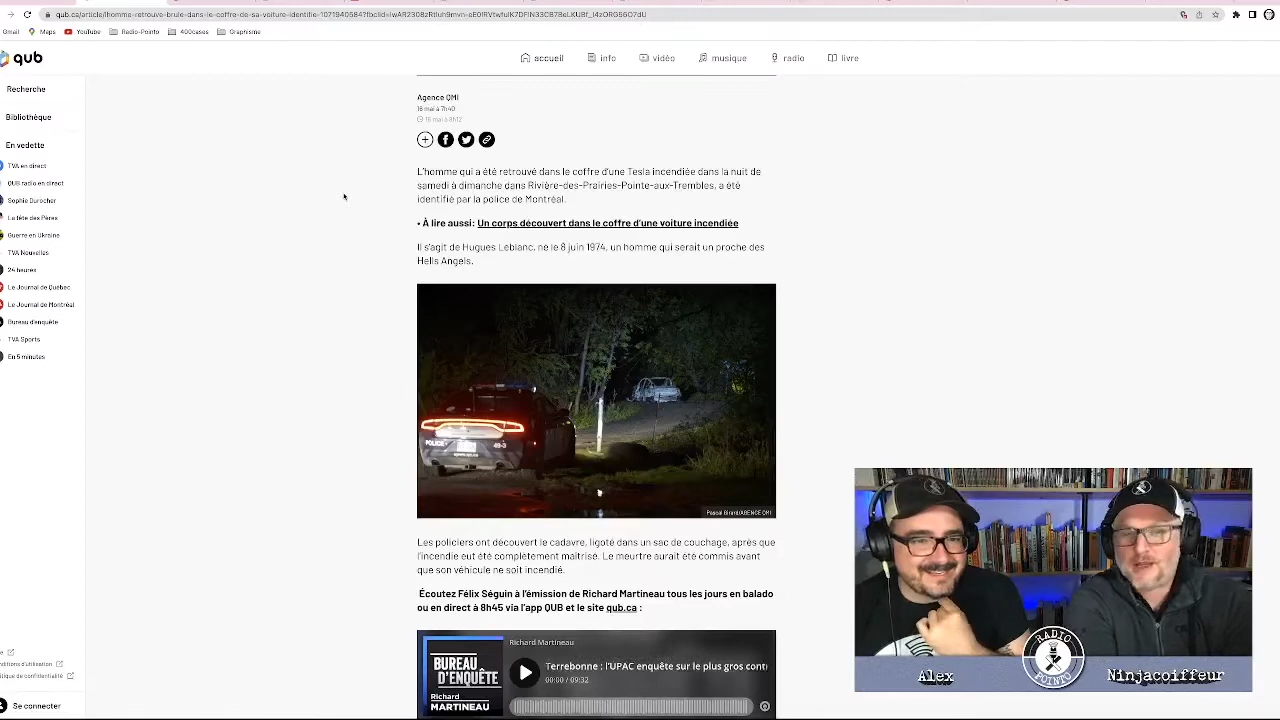 qub.ca/article/lhomme-retrouve-brule-dans-le-coffre-de-sa-voiture-identifie-1071940584?fbclid=
Gmail Maps YouTube Radio-Pointo 400cases Graphisme
qub accueil info vidéo musique radio livre
Recherche
Bibliothèque
En vedette
TVA en direct
QUB radio en direct
Sophie Durocher
La fête des Pères
Guerre en Ukraine
TVA Nouvelles
24 heures
Le Journal de Québec
Le Journal de Montréal
Bureau d'enquête
TVA Sports
En 5 minutes
nditions d'utilisation
tique de confidentialité
Se connecter
Agence QMI
16 mai à 7h40
16 mai à 8h12
L'homme qui a été retrouvé dans le coffre d'une Tesla incendiée dans la nuit de
samedi à dimanche dans Rivière-des-Prairies-Pointe-aux-Trembles, a été
identifié par la police de Montréal.
• À lire aussi: Un corps découvert dans le coffre d'une voiture incendiée
Il s'agit de Hugues Leblanc, né le 8 juin 1974, un homme qui serait un proche des
Hells Angels.
POLICE 49-3
Pascal Girard/AGENCE QMI
Les policiers ont découvert le cadavre, ligoté dans un sac de couchage, après que
l'incendie eut été complètement maîtrisé. Le meurtre aurait été commis avant
que son véhicule ne soit incendié.
Écoutez Félix Séguin à l'émission de Richard Martineau tous les jours en balado
ou en direct à 8h45 via l'app QUB et le site qub.ca :
BUREAU
D'ENQUÊTE
Richard
MARTINEAU
Richard Martineau
Terrebonne : l'UPAC enquête sur le plus gros cont
00:00 / 09:32
Alex
RADIO
POINTO
Ninjacoiffeur